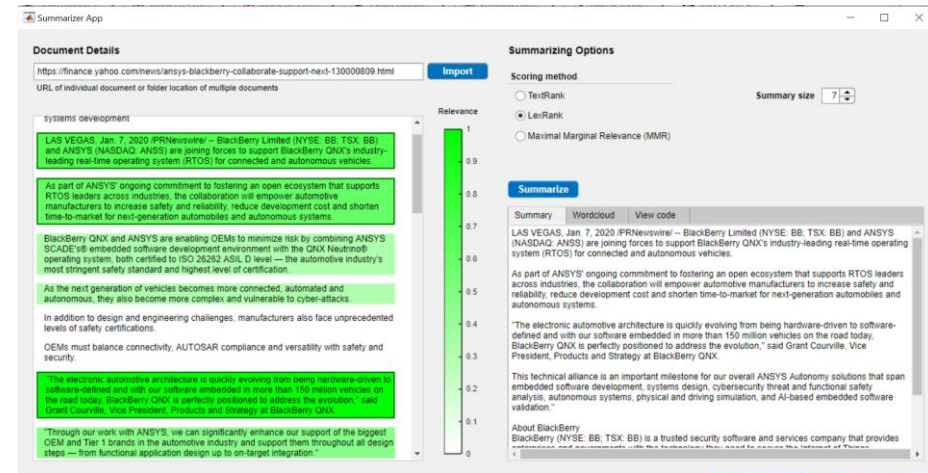 Summarizer App
Document Details
https://finance.yahoo.com/news/ansys-blackberry-collaborate-support-next-130000809.html
Import
URL of individual document or folder location of multiple documents
systems development
LAS VEGAS, Jan. 7, 2020 /PRNewswire/ -- BlackBerry Limited (NYSE: BB; TSX: BB)
and ANSYS (NASDAQ: ANSS) are joining forces to support BlackBerry QNX's industry-
leading real-time operating system (RTOS) for connected and autonomous vehicles.
As part of ANSYS' ongoing commitment to fostering an open ecosystem that supports
RTOS leaders across industries, the collaboration will empower automotive
manufacturers to increase safety and reliability, reduce development cost and shorten
time-to-market for next-generation automobiles and autonomous systems.
BlackBerry QNX and ANSYS are enabling OEMs to minimize risk by combining ANSYS
SCADE's® embedded software development environment with the QNX Neutrino®
operating system, both certified to ISO 26262 ASIL D level — the automotive industry's
most stringent safety standard and highest level of certification.
As the next generation of vehicles becomes more connected, automated and
autonomous, they also become more complex and vulnerable to cyber-attacks.
In addition to design and engineering challenges, manufacturers also face unprecedented
levels of safety certifications.
OEMs must balance connectivity, AUTOSAR compliance and versatility with safety and
security.
"The electronic automotive architecture is quickly evolving from being hardware-driven to
software-defined and with our software embedded in more than 150 million vehicles on
the road today, BlackBerry QNX is perfectly positioned to address the evolution," said
Grant Courville, Vice President, Products and Strategy at BlackBerry QNX.
"Through our work with ANSYS, we can significantly enhance our support of the biggest
OEM and Tier 1 brands in the automotive industry and support them throughout all design
steps — from functional application design up to on-target integration."
Relevance
1
0.9
0.8
0.7
0.6
0.5
0.4
0.3
0.2
0.1
0
Summarizing Options
Scoring method
TextRank
Summary size 7
LexRank
Maximal Marginal Relevance (MMR)
Summarize
Summary Wordcloud View code
LAS VEGAS, Jan. 7, 2020 /PRNewswire/ -- BlackBerry Limited (NYSE: BB; TSX: BB) and ANSYS
(NASDAQ: ANSS) are joining forces to support BlackBerry QNX's industry-leading real-time operating
system (RTOS) for connected and autonomous vehicles.
As part of ANSYS' ongoing commitment to fostering an open ecosystem that supports RTOS leaders
across industries, the collaboration will empower automotive manufacturers to increase safety and
reliability, reduce development cost and shorten time-to-market for next-generation automobiles and
autonomous systems.
"The electronic automotive architecture is quickly evolving from being hardware-driven to software-
defined and with our software embedded in more than 150 million vehicles on the road today,
BlackBerry QNX is perfectly positioned to address the evolution," said Grant Courville, Vice
President, Products and Strategy at BlackBerry QNX.
This technical alliance is an important milestone for our overall ANSYS Autonomy solutions that span
embedded software development, systems design, cybersecurity threat and functional safety
analysis, autonomous systems, physical and driving simulation, and AI-based embedded software
validation."
About BlackBerry
BlackBerry (NYSE: BB; TSX: BB) is a trusted security software and services company that provides